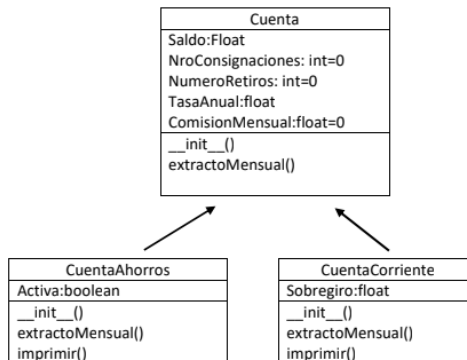 Cuenta
Saldo:Float
NroConsignaciones: int=0
NumeroRetiros: int=0
TasaAnual:float
ComisionMensual:float=0
__init__()
extractoMensual()
CuentaAhorros
Activa:boolean
__init__()
extractoMensual()
imprimir()
CuentaCorriente
Sobregiro:float
__init__()
extractoMensual()
imprimir()